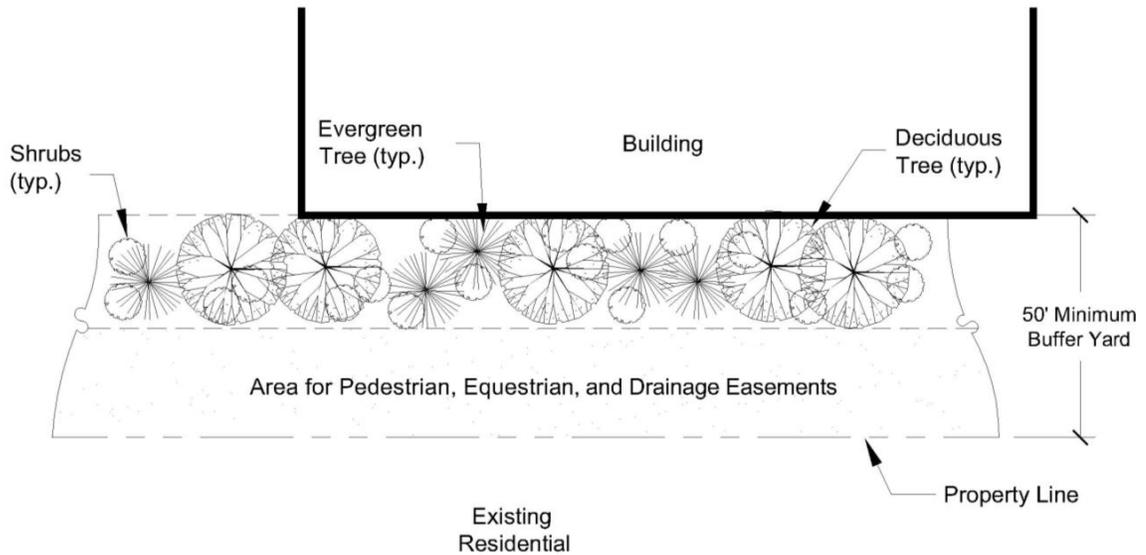 Shrubs
(typ.)
Evergreen
Tree (typ.)
Building
Deciduous
Tree (typ.)
50' Minimum
Buffer Yard
Area for Pedestrian, Equestrian, and Drainage Easements
Property Line
Existing
Residential